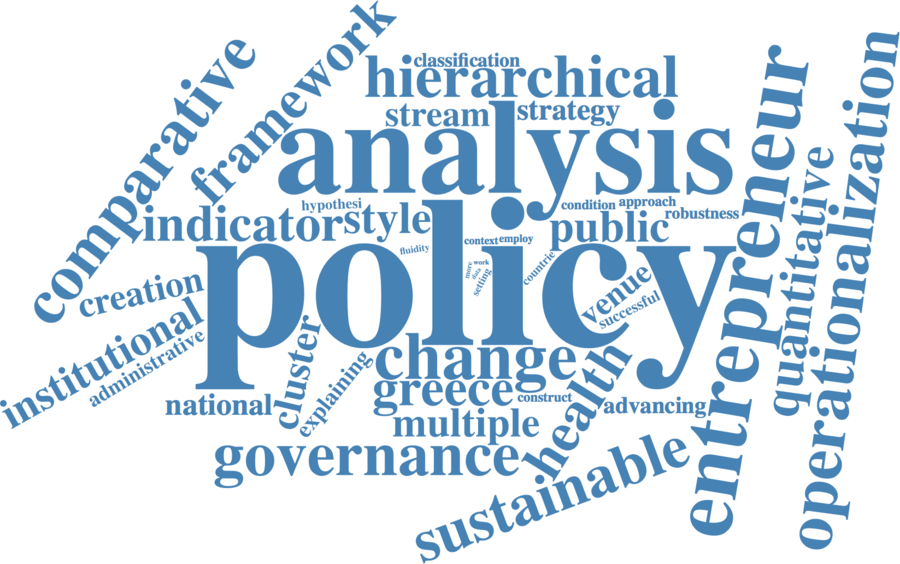 comparative
framework
classification
hierarchical
stream
strategy
analysis
entrepreneur
quantitative
operationalization
hypothesi
indicator
style
condition
approach
robustness
public
policy
fluidity
context
employ
more
work
data
setting
countrie
venue
successful
creation
institutional
administrative
national
cluster
explaining
change
greece
construct
health
advancing
multiple
governance
sustainable